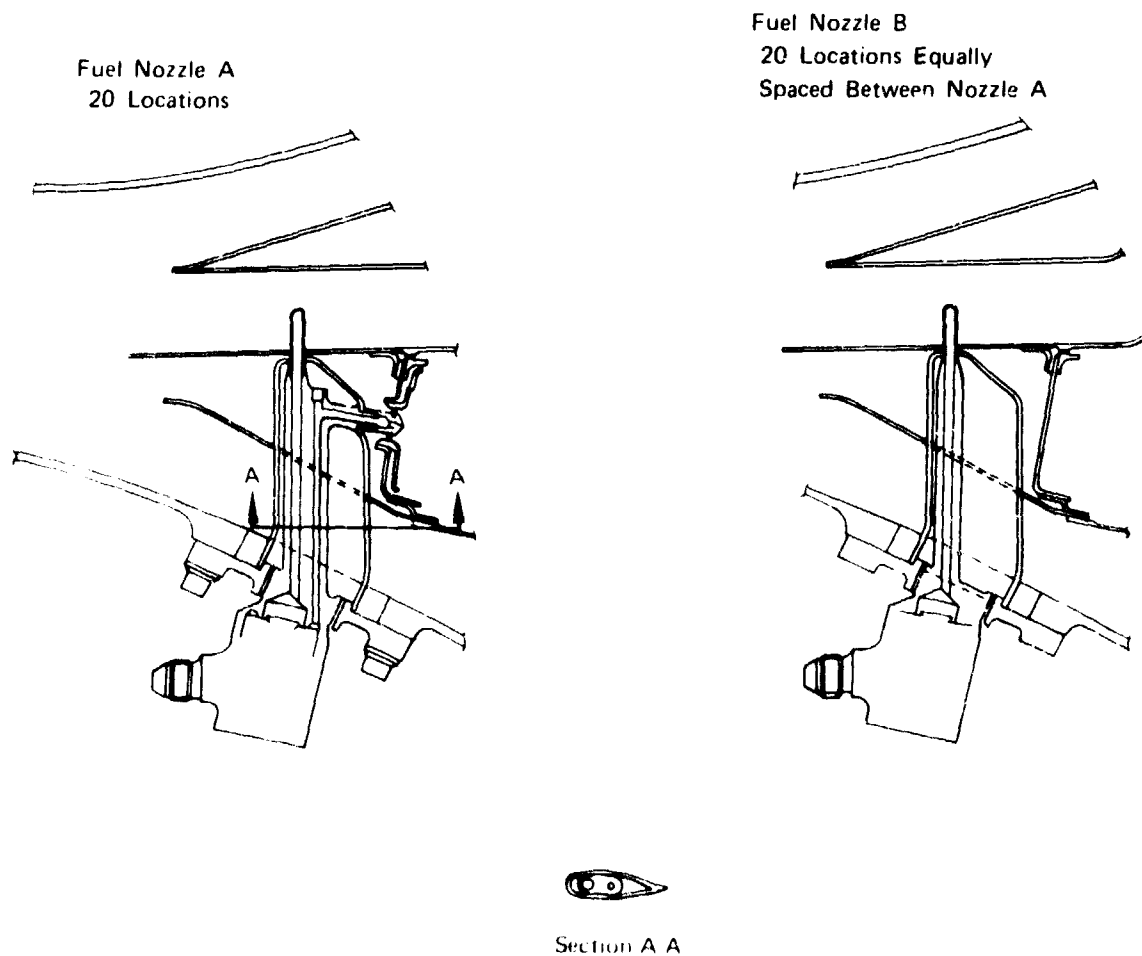 Fuel Nozzle A
20 Locations
Fuel Nozzle B
20 Locations Equally
Spaced Between Nozzle A
A
A
Section A A